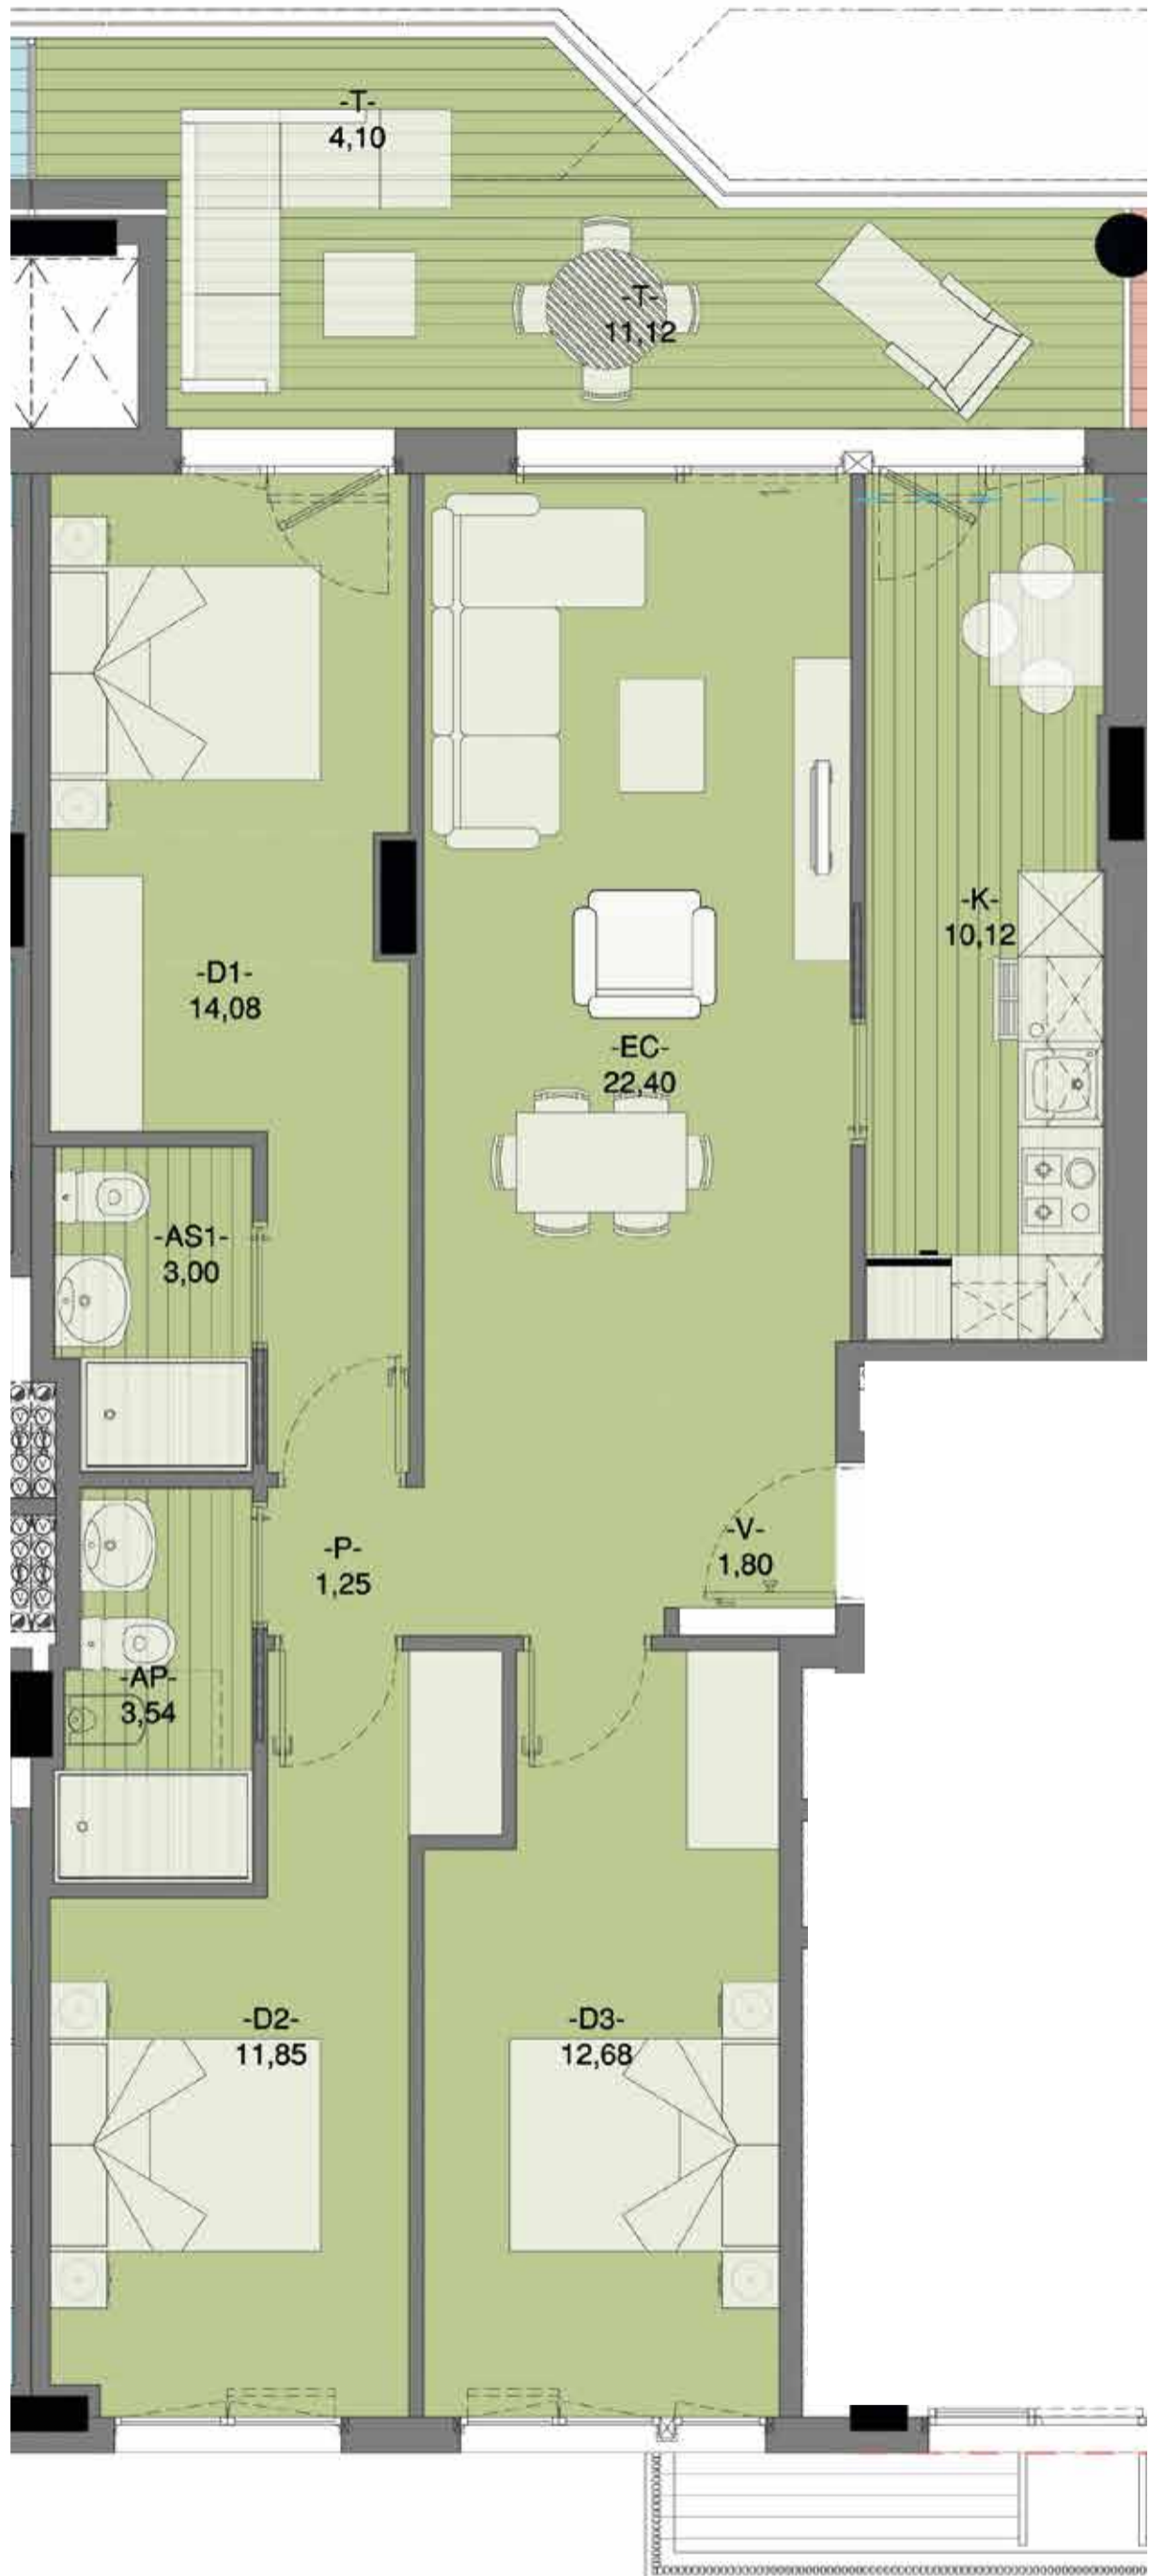 -T-
4,10
-T-
11,12
-K-
10,12
-D1-
14,08
-EC-
22,40
-AS1-
3,00
-V-
1,80
-P-
1,25
-AP-
3,54
-D2-
11,85
-D3-
12,68